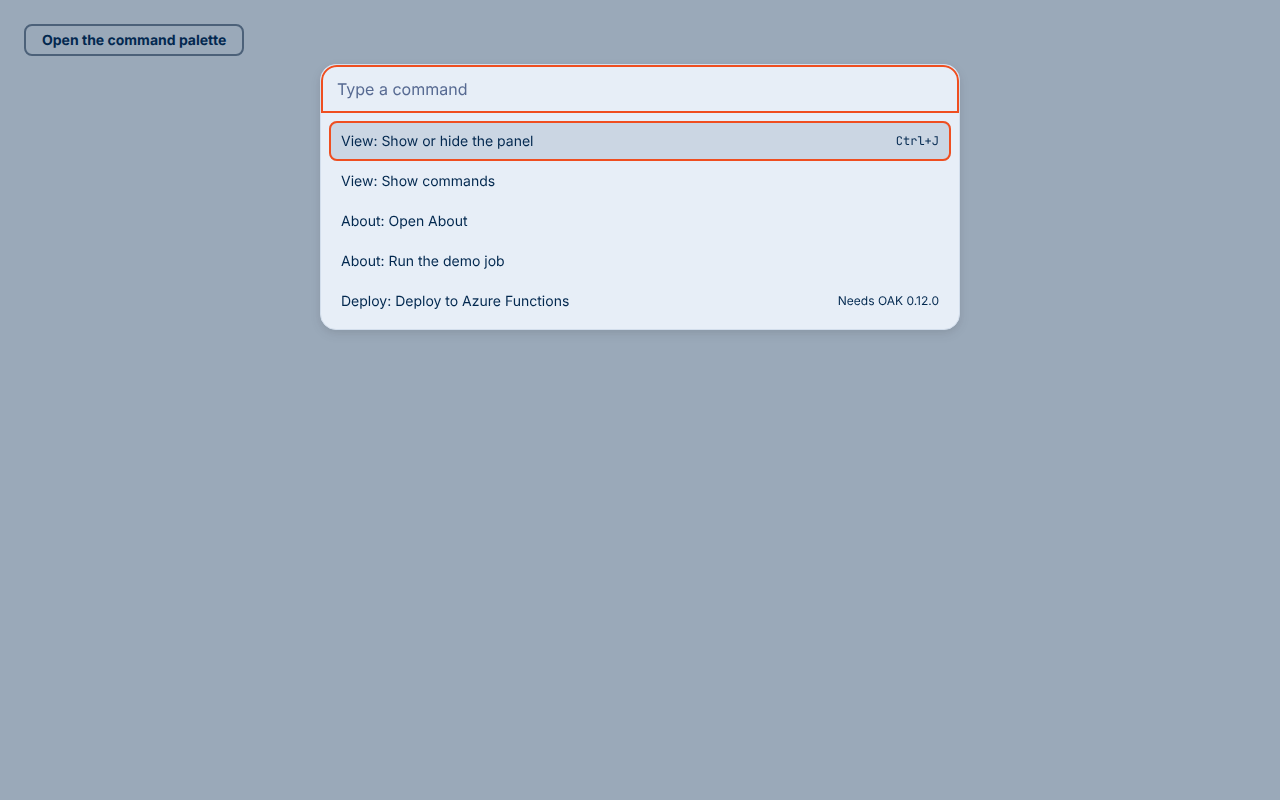 Open the command palette
Type a command
View: Show or hide the panel Ctrl+J
View: Show commands
About: Open About
About: Run the demo job
Deploy: Deploy to Azure Functions Needs OAK 0.12.0